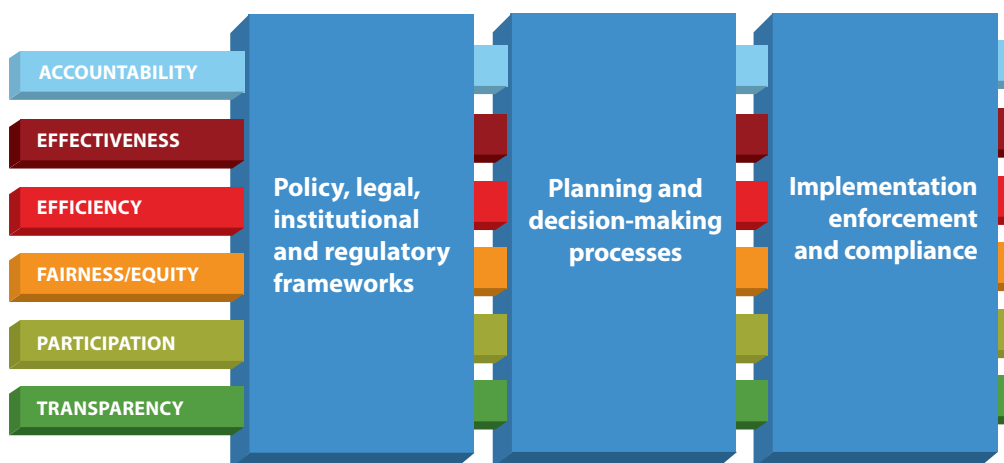 ACCOUNTABILITY
EFFECTIVENESS
EFFICIENCY
FAIRNESS/EQUITY
PARTICIPATION
TRANSPARENCY
Policy, legal,
institutional
and regulatory
frameworks
Planning and
decision-making
processes
Implementation
enforcement
and compliance